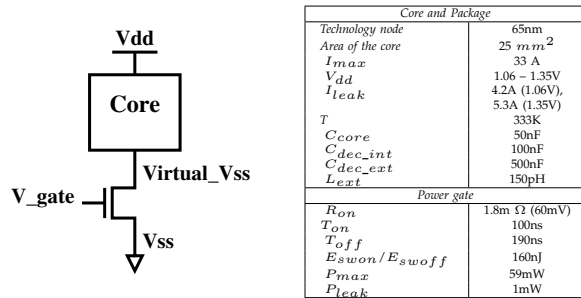 Vdd
Core
Virtual_Vss
V_gate
Vss
Core and Package
Technology node 65nm
Area of the core 25 mm²
I_max 33 A
V_dd 1.06 – 1.35V
I_leak 4.2A (1.06V),
5.3A (1.35V)
T 333K
C_core 50nF
C_dec_int 100nF
C_dec_ext 500nF
L_ext 150pH
Power gate
R_on 1.8m Ω (60mV)
T_on 100ns
T_off 190ns
E_swon/E_swoff 160nJ
P_max 59mW
P_leak 1mW